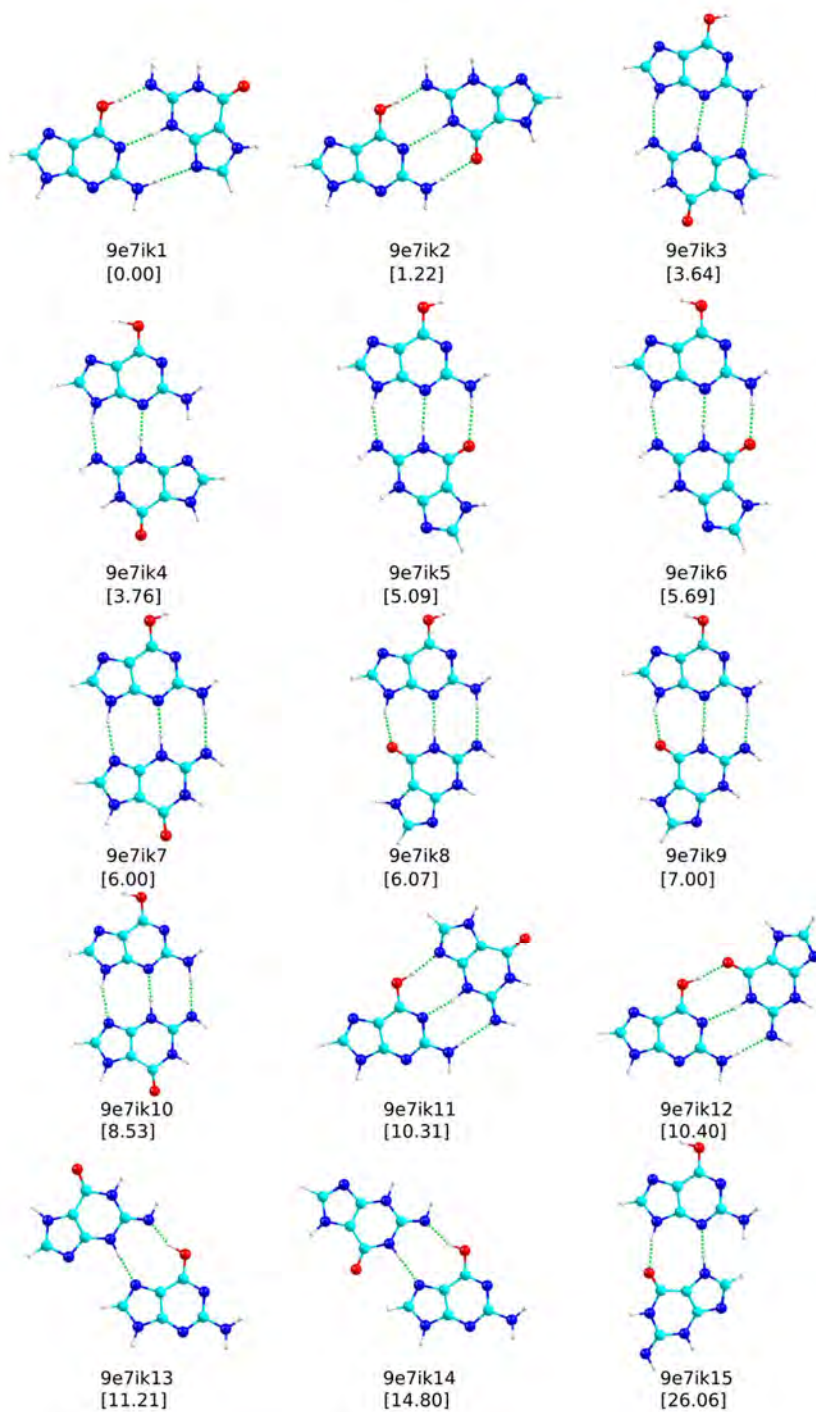 9e7ik1
[0.00]
9e7ik2
[1.22]
9e7ik3
[3.64]
9e7ik4
[3.76]
9e7ik5
[5.09]
9e7ik6
[5.69]
9e7ik7
[6.00]
9e7ik8
[6.07]
9e7ik9
[7.00]
9e7ik10
[8.53]
9e7ik11
[10.31]
9e7ik12
[10.40]
9e7ik13
[11.21]
9e7ik14
[14.80]
9e7ik15
[26.06]